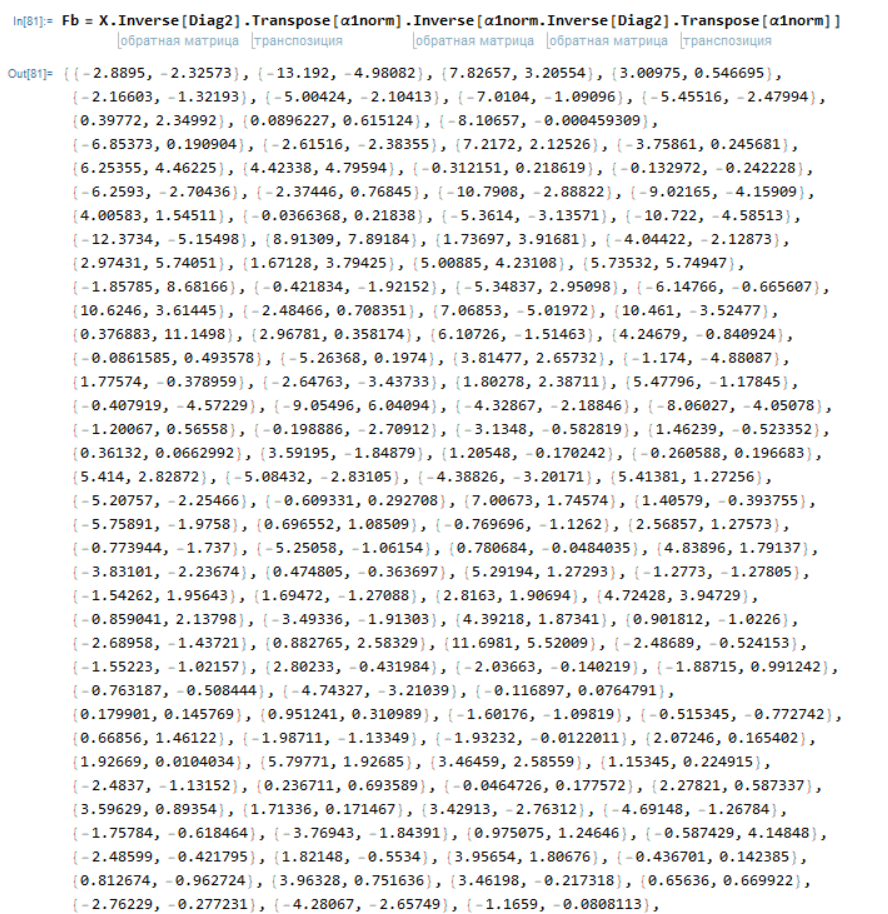 In[81]:= Fb = X.Inverse[Diag2].Transpose[α1norm].Inverse[α1norm.Inverse[Diag2].Transpose[α1norm]]
обратная матрица транспозиция обратная матрица обратная матрица транспозиция
Out[81]= {{-2.8895, -2.32573}, {-13.192, -4.98082}, {7.82657, 3.20554}, {3.00975, 0.546695},
{-2.16603, -1.32193}, {-5.00424, -2.10413}, {-7.0104, -1.09096}, {-5.45516, -2.47994},
{0.39772, 2.34992}, {0.0896227, 0.615124}, {-8.10657, -0.000459309},
{-6.85373, 0.190904}, {-2.61516, -2.38355}, {7.2172, 2.12526}, {-3.75861, 0.245681},
{6.25355, 4.46225}, {4.42338, 4.79594}, {-0.312151, 0.218619}, {-0.132972, -0.242228},
{-6.2593, -2.70436}, {-2.37446, 0.76845}, {-10.7908, -2.88822}, {-9.02165, -4.15909},
{4.00583, 1.54511}, {-0.0366368, 0.21838}, {-5.3614, -3.13571}, {-10.722, -4.58513},
{-12.3734, -5.15498}, {8.91309, 7.89184}, {1.73697, 3.91681}, {-4.04422, -2.12873},
{2.97431, 5.74051}, {1.67128, 3.79425}, {5.00885, 4.23108}, {5.73532, 5.74947},
{-1.85785, 8.68166}, {-0.421834, -1.92152}, {-5.34837, 2.95098}, {-6.14766, -0.665607},
{10.6246, 3.61445}, {-2.48466, 0.708351}, {7.06853, -5.01972}, {10.461, -3.52477},
{0.376883, 11.1498}, {2.96781, 0.358174}, {6.10726, -1.51463}, {4.24679, -0.840924},
{-0.0861585, 0.493578}, {-5.26368, 0.1974}, {3.81477, 2.65732}, {-1.174, -4.88087},
{1.77574, -0.378959}, {-2.64763, -3.43733}, {1.80278, 2.38711}, {5.47796, -1.17845},
{-0.407919, -4.57229}, {-9.05496, 6.04094}, {-4.32867, -2.18846}, {-8.06027, -4.05078},
{-1.20067, 0.56558}, {-0.198886, -2.70912}, {-3.1348, -0.582819}, {1.46239, -0.523352},
{0.36132, 0.0662992}, {3.59195, -1.84879}, {1.20548, -0.170242}, {-0.260588, 0.196683},
{5.414, 2.82872}, {-5.08432, -2.83105}, {-4.38826, -3.20171}, {5.41381, 1.27256},
{-5.20757, -2.25466}, {-0.609331, 0.292708}, {7.00673, 1.74574}, {1.40579, -0.393755},
{-5.75891, -1.9758}, {0.696552, 1.08509}, {-0.769696, -1.1262}, {2.56857, 1.27573},
{-0.773944, -1.737}, {-5.25058, -1.06154}, {0.780684, -0.0484035}, {4.83896, 1.79137},
{-3.83101, -2.23674}, {0.474805, -0.363697}, {5.29194, 1.27293}, {-1.2773, -1.27805},
{-1.54262, 1.95643}, {1.69472, -1.27088}, {2.8163, 1.90694}, {4.72428, 3.94729},
{-0.859041, 2.13798}, {-3.49336, -1.91303}, {4.39218, 1.87341}, {0.901812, -1.0226},
{-2.68958, -1.43721}, {0.882765, 2.58329}, {11.6981, 5.52009}, {-2.48689, -0.524153},
{-1.55223, -1.02157}, {2.80233, -0.431984}, {-2.03663, -0.140219}, {-1.88715, 0.991242},
{-0.763187, -0.508444}, {-4.74327, -3.21039}, {-0.116897, 0.0764791},
{0.179901, 0.145769}, {0.951241, 0.310989}, {-1.60176, -1.09819}, {-0.515345, -0.772742},
{0.66856, 1.46122}, {-1.98711, -1.13349}, {-1.93232, -0.0122011}, {2.07246, 0.165402},
{1.92669, 0.0104034}, {5.79771, 1.92685}, {3.46459, 2.58559}, {1.15345, 0.224915},
{-2.4837, -1.13152}, {0.236711, 0.693589}, {-0.0464726, 0.177572}, {2.27821, 0.587337},
{3.59629, 0.89354}, {1.71336, 0.171467}, {3.42913, -2.76312}, {-4.69148, -1.26784},
{-1.75784, -0.618464}, {-3.76943, -1.84391}, {0.975075, 1.24646}, {-0.587429, 4.14848},
{-2.48599, -0.421795}, {1.82148, -0.5534}, {3.95654, 1.80676}, {-0.436701, 0.142385},
{0.812674, -0.962724}, {3.96328, 0.751636}, {3.46198, -0.217318}, {0.65636, 0.669922},
{-2.76229, -0.277231}, {-4.28067, -2.65749}, {-1.1659, -0.0808113},